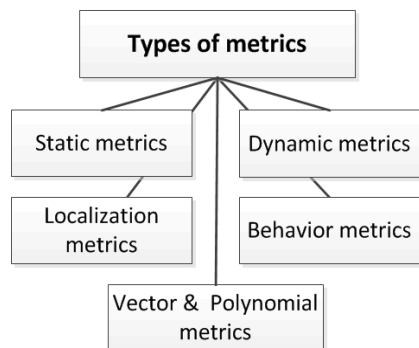 Types of metrics
Static metrics
Dynamic metrics
Localization
metrics
Behavior metrics
Vector & Polynomial
metrics